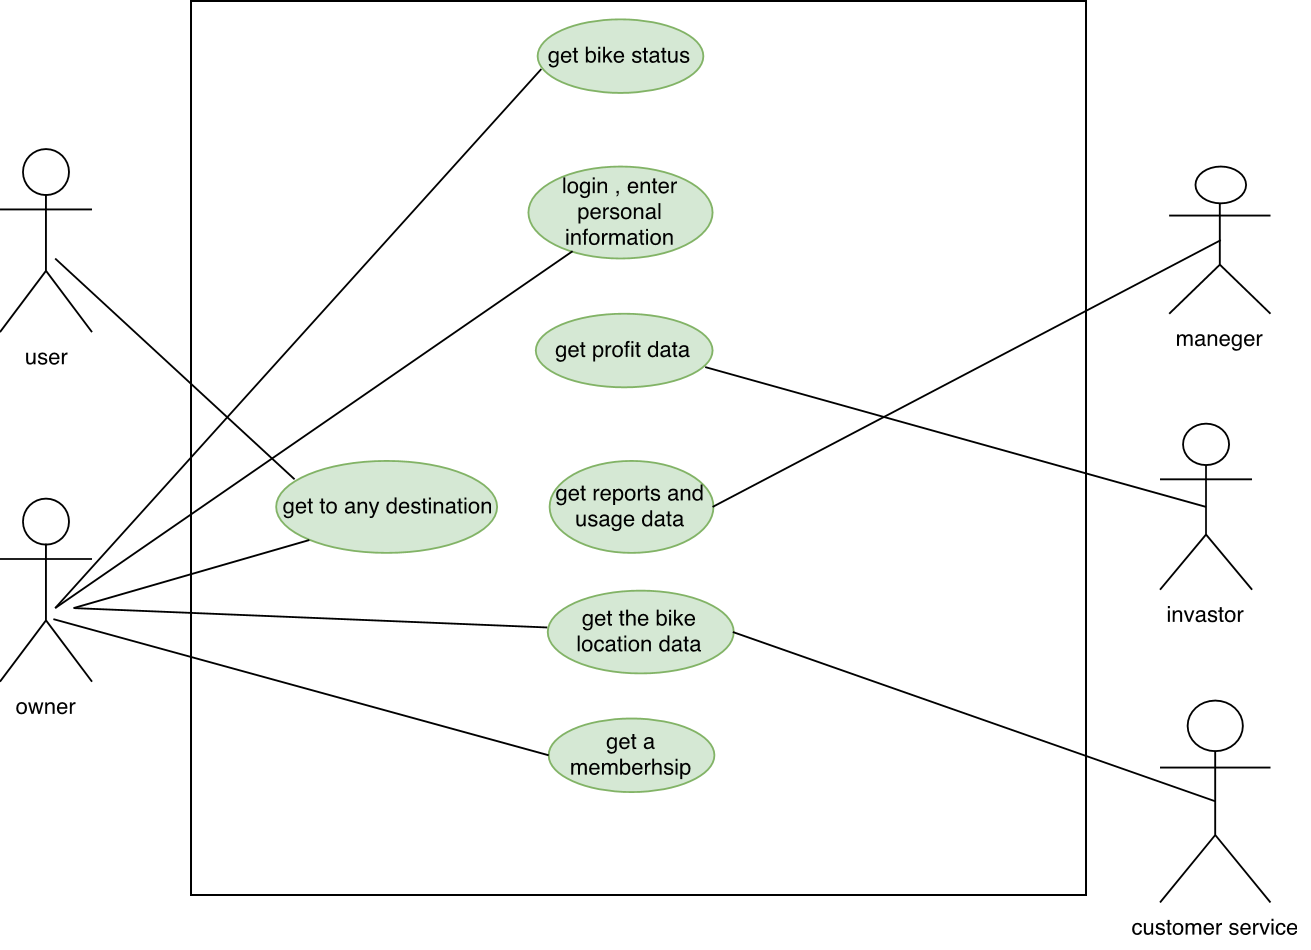 get bike status
login , enter
personal
information
user
maneger
get profit data
get to any destination
get reports and
usage data
invastor
get the bike
location data
owner
get a
memberhsip
customer service